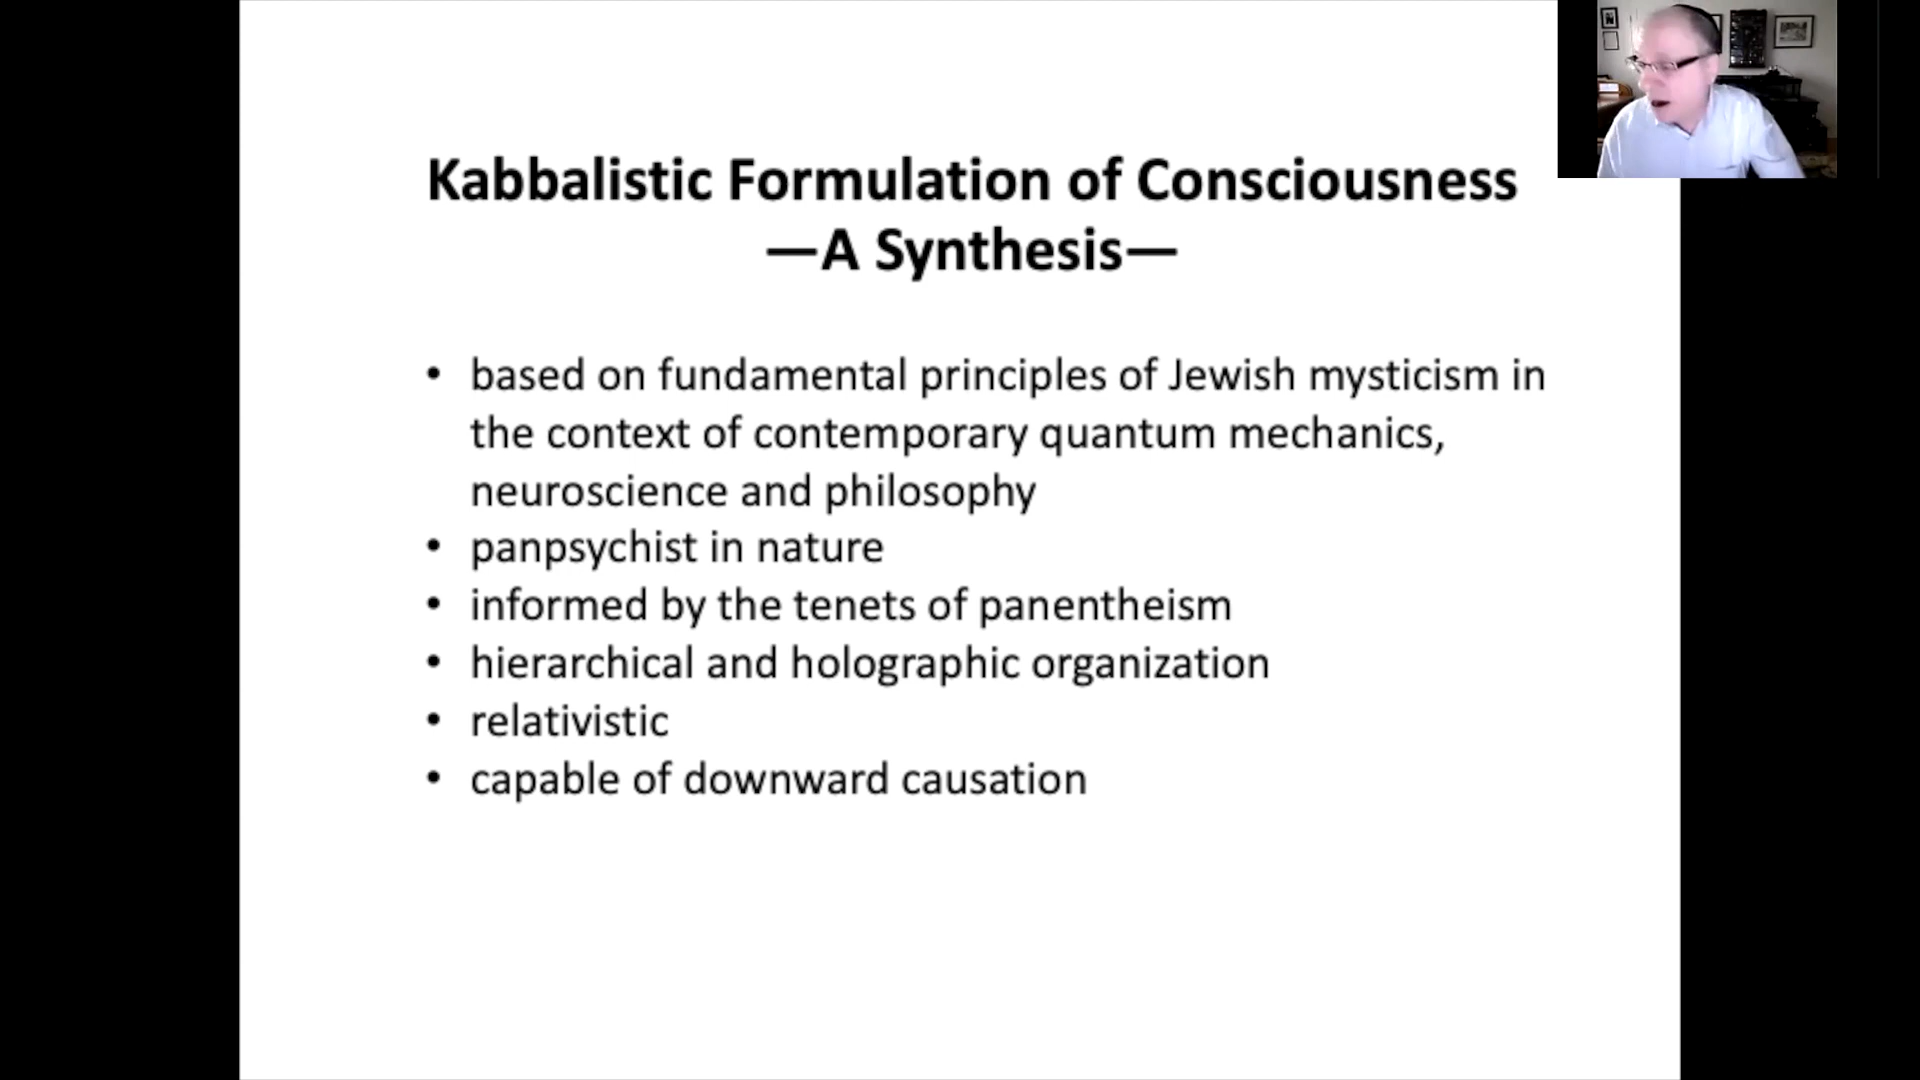 Kabbalistic Formulation of Consciousness
—A Synthesis—
• based on fundamental principles of Jewish mysticism in
the context of contemporary quantum mechanics,
neuroscience and philosophy
• panpsychist in nature
• informed by the tenets of panentheism
• hierarchical and holographic organization
• relativistic
• capable of downward causation